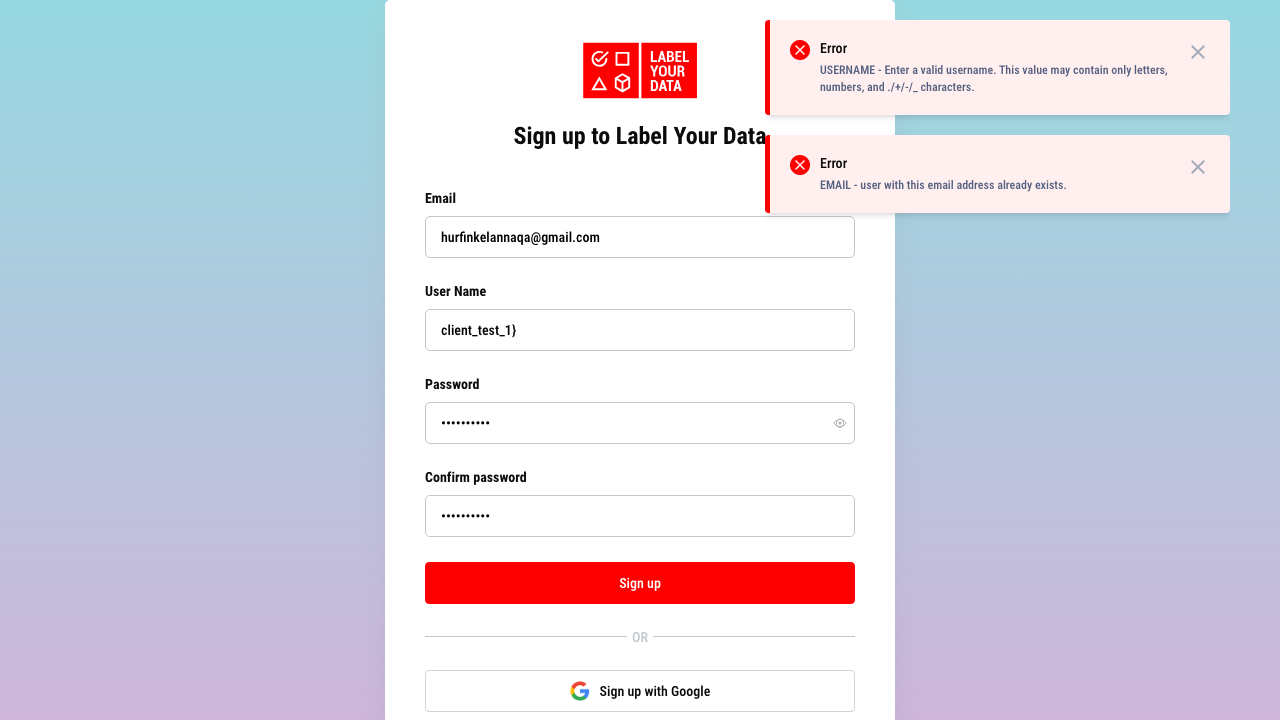 LABEL
YOUR
DATA
Sign up to Label Your Data
Error
USERNAME - Enter a valid username. This value may contain only letters,
numbers, and ./+/-/_ characters.
Error
EMAIL - user with this email address already exists.
Email
hurfinkelannaqa@gmail.com
User Name
client_test_1}
Password
••••••••••
Confirm password
••••••••••
Sign up
OR
Sign up with Google